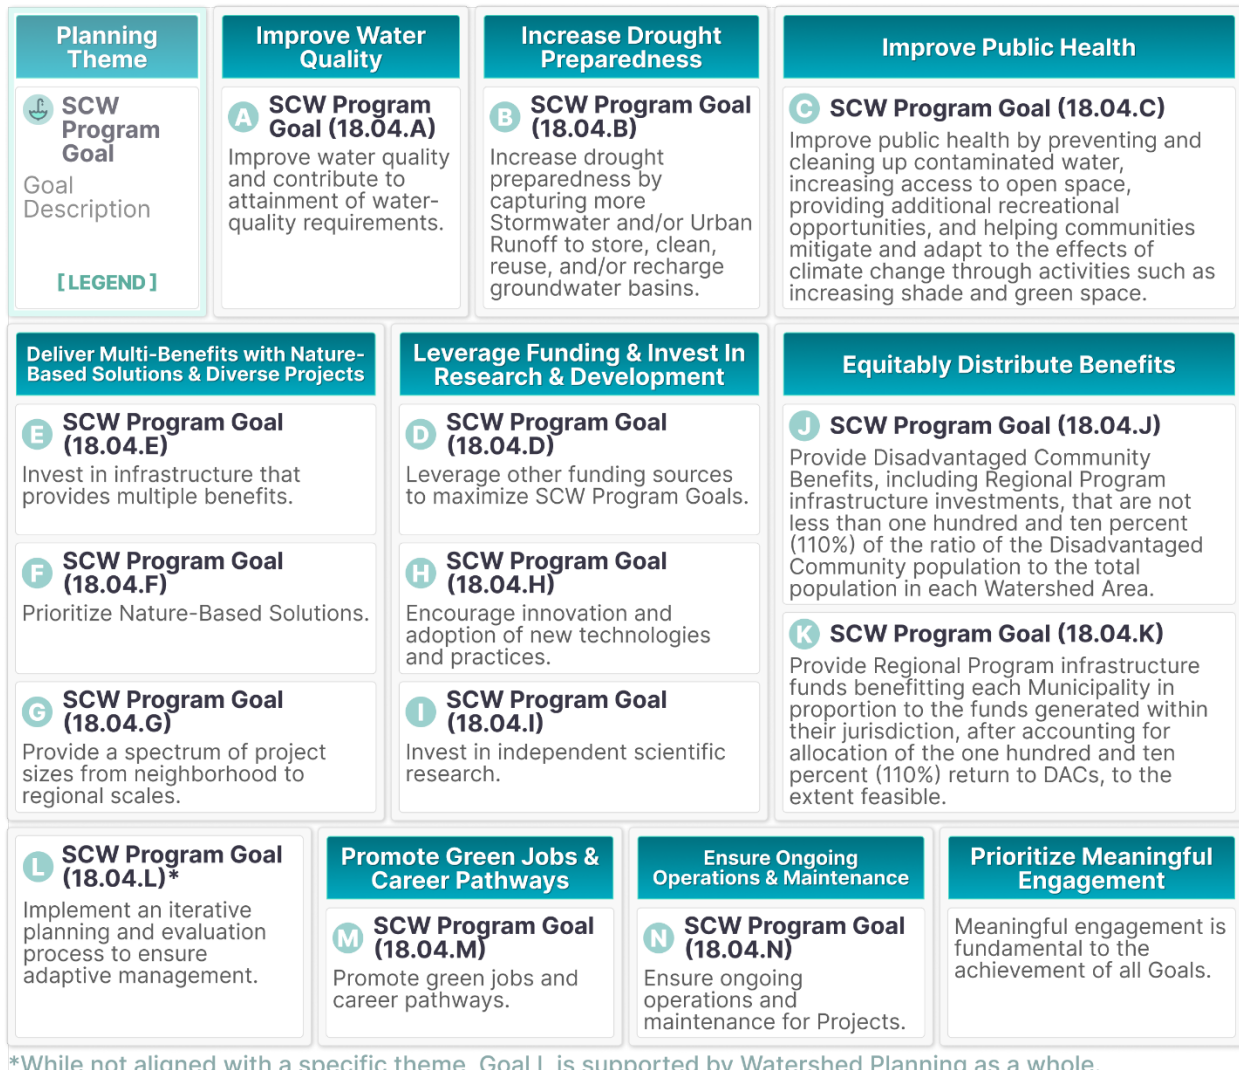 Planning
Theme
SCW
Program
Goal
Goal
Description
[LEGEND]
Improve Water
Quality
A SCW Program
Goal (18.04.A)
Improve water quality
and contribute to
attainment of water-
quality requirements.
Increase Drought
Preparedness
B SCW Program Goal
(18.04.B)
Increase drought
preparedness by
capturing more
Stormwater and/or Urban
Runoff to store, clean,
reuse, and/or recharge
groundwater basins.
Improve Public Health
C SCW Program Goal (18.04.C)
Improve public health by preventing and
cleaning up contaminated water,
increasing access to open space,
providing additional recreational
opportunities, and helping communities
mitigate and adapt to the effects of
climate change through activities such as
increasing shade and green space.
Deliver Multi-Benefits with Nature-
Based Solutions & Diverse Projects
E SCW Program Goal
(18.04.E)
Invest in infrastructure that
provides multiple benefits.
F SCW Program Goal
(18.04.F)
Prioritize Nature-Based Solutions.
G SCW Program Goal
(18.04.G)
Provide a spectrum of project
sizes from neighborhood to
regional scales.
Leverage Funding & Invest In
Research & Development
D SCW Program Goal
(18.04.D)
Leverage other funding sources
to maximize SCW Program Goals.
H SCW Program Goal
(18.04.H)
Encourage innovation and
adoption of new technologies
and practices.
I SCW Program Goal
(18.04.I)
Invest in independent scientific
research.
Equitably Distribute Benefits
J SCW Program Goal (18.04.J)
Provide Disadvantaged Community
Benefits, including Regional Program
infrastructure investments, that are not
less than one hundred and ten percent
(110%) of the ratio of the Disadvantaged
Community population to the total
population in each Watershed Area.
K SCW Program Goal (18.04.K)
Provide Regional Program infrastructure
funds benefitting each Municipality in
proportion to the funds generated within
their jurisdiction, after accounting for
allocation of the one hundred and ten
percent (110%) return to DACs, to the
extent feasible.
L SCW Program Goal
(18.04.L)*
Implement an iterative
planning and evaluation
process to ensure
adaptive management.
Promote Green Jobs &
Career Pathways
M SCW Program Goal
(18.04.M)
Promote green jobs and
career pathways.
Ensure Ongoing
Operations & Maintenance
N SCW Program Goal
(18.04.N)
Ensure ongoing
operations and
maintenance for Projects.
Prioritize Meaningful
Engagement
Meaningful engagement is
fundamental to the
achievement of all Goals.
*While not aligned with a specific theme, Goal L is supported by Watershed Planning as a whole.